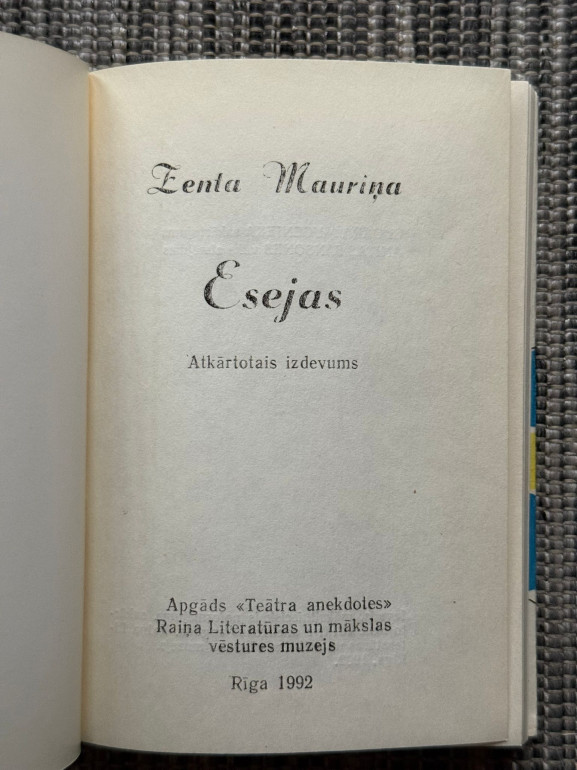 Zenta Mauriņa
Esejas
Atkārtotais izdevums
Apgāds «Teātra anekdotes»
Raiņa Literatūras un mākslas
vēstures muzejs
Rīga 1992